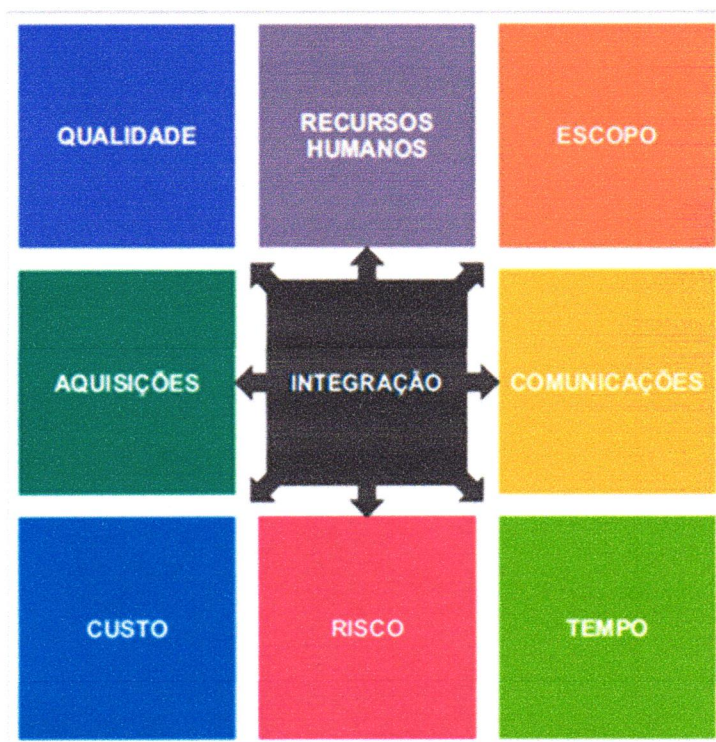 QUALIDADE
RECURSOS
HUMANOS
ESCOPO
AQUISIÇÕES
INTEGRAÇÃO
COMUNICAÇÕES
CUSTO
RISCO
TEMPO